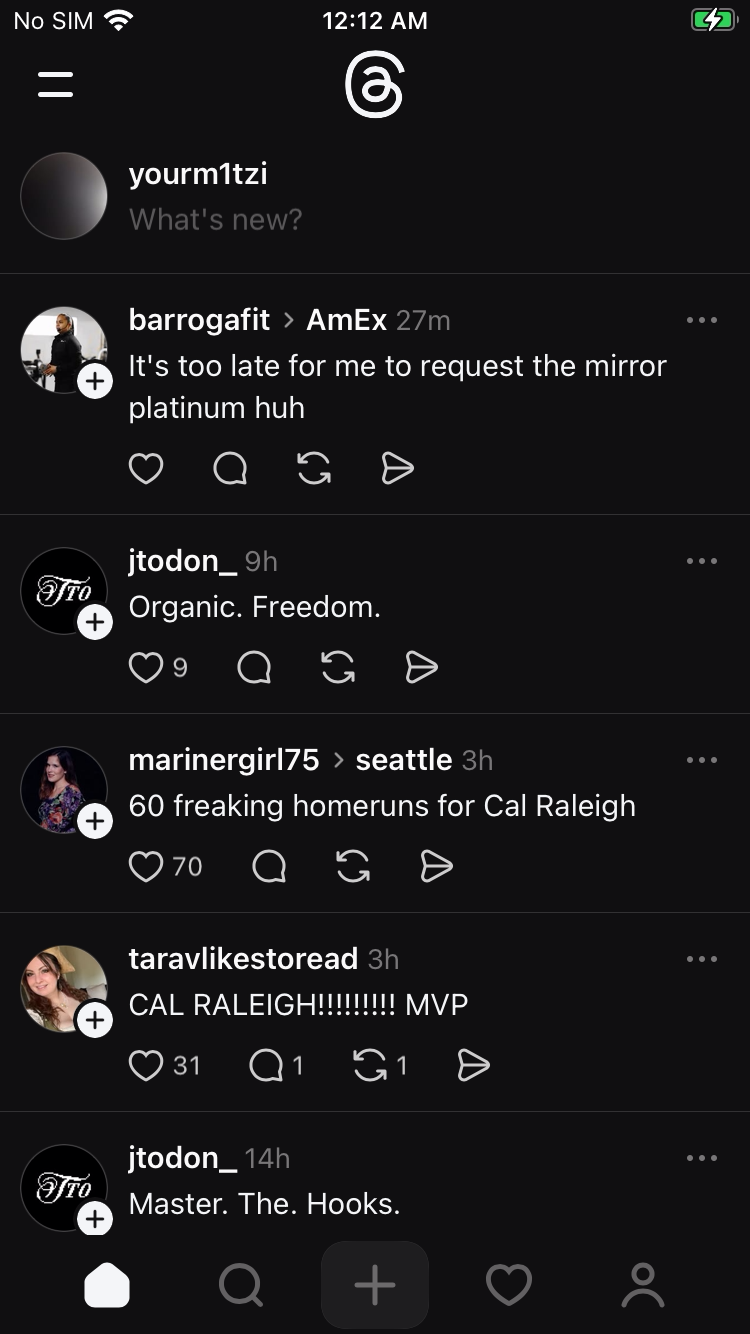 No SIM 12:12 AM
yourm1tzi
What's new?
barrogafit > AmEx 27m
It's too late for me to request the mirror
platinum huh
jtodon_ 9h
JTO
Organic. Freedom.
9
marinergirl75 > seattle 3h
60 freaking homeruns for Cal Raleigh
70
taravlikestoread 3h
CAL RALEIGH!!!!!!!!! MVP
31 1 1
jtodon_ 14h
JTO
Master. The. Hooks.